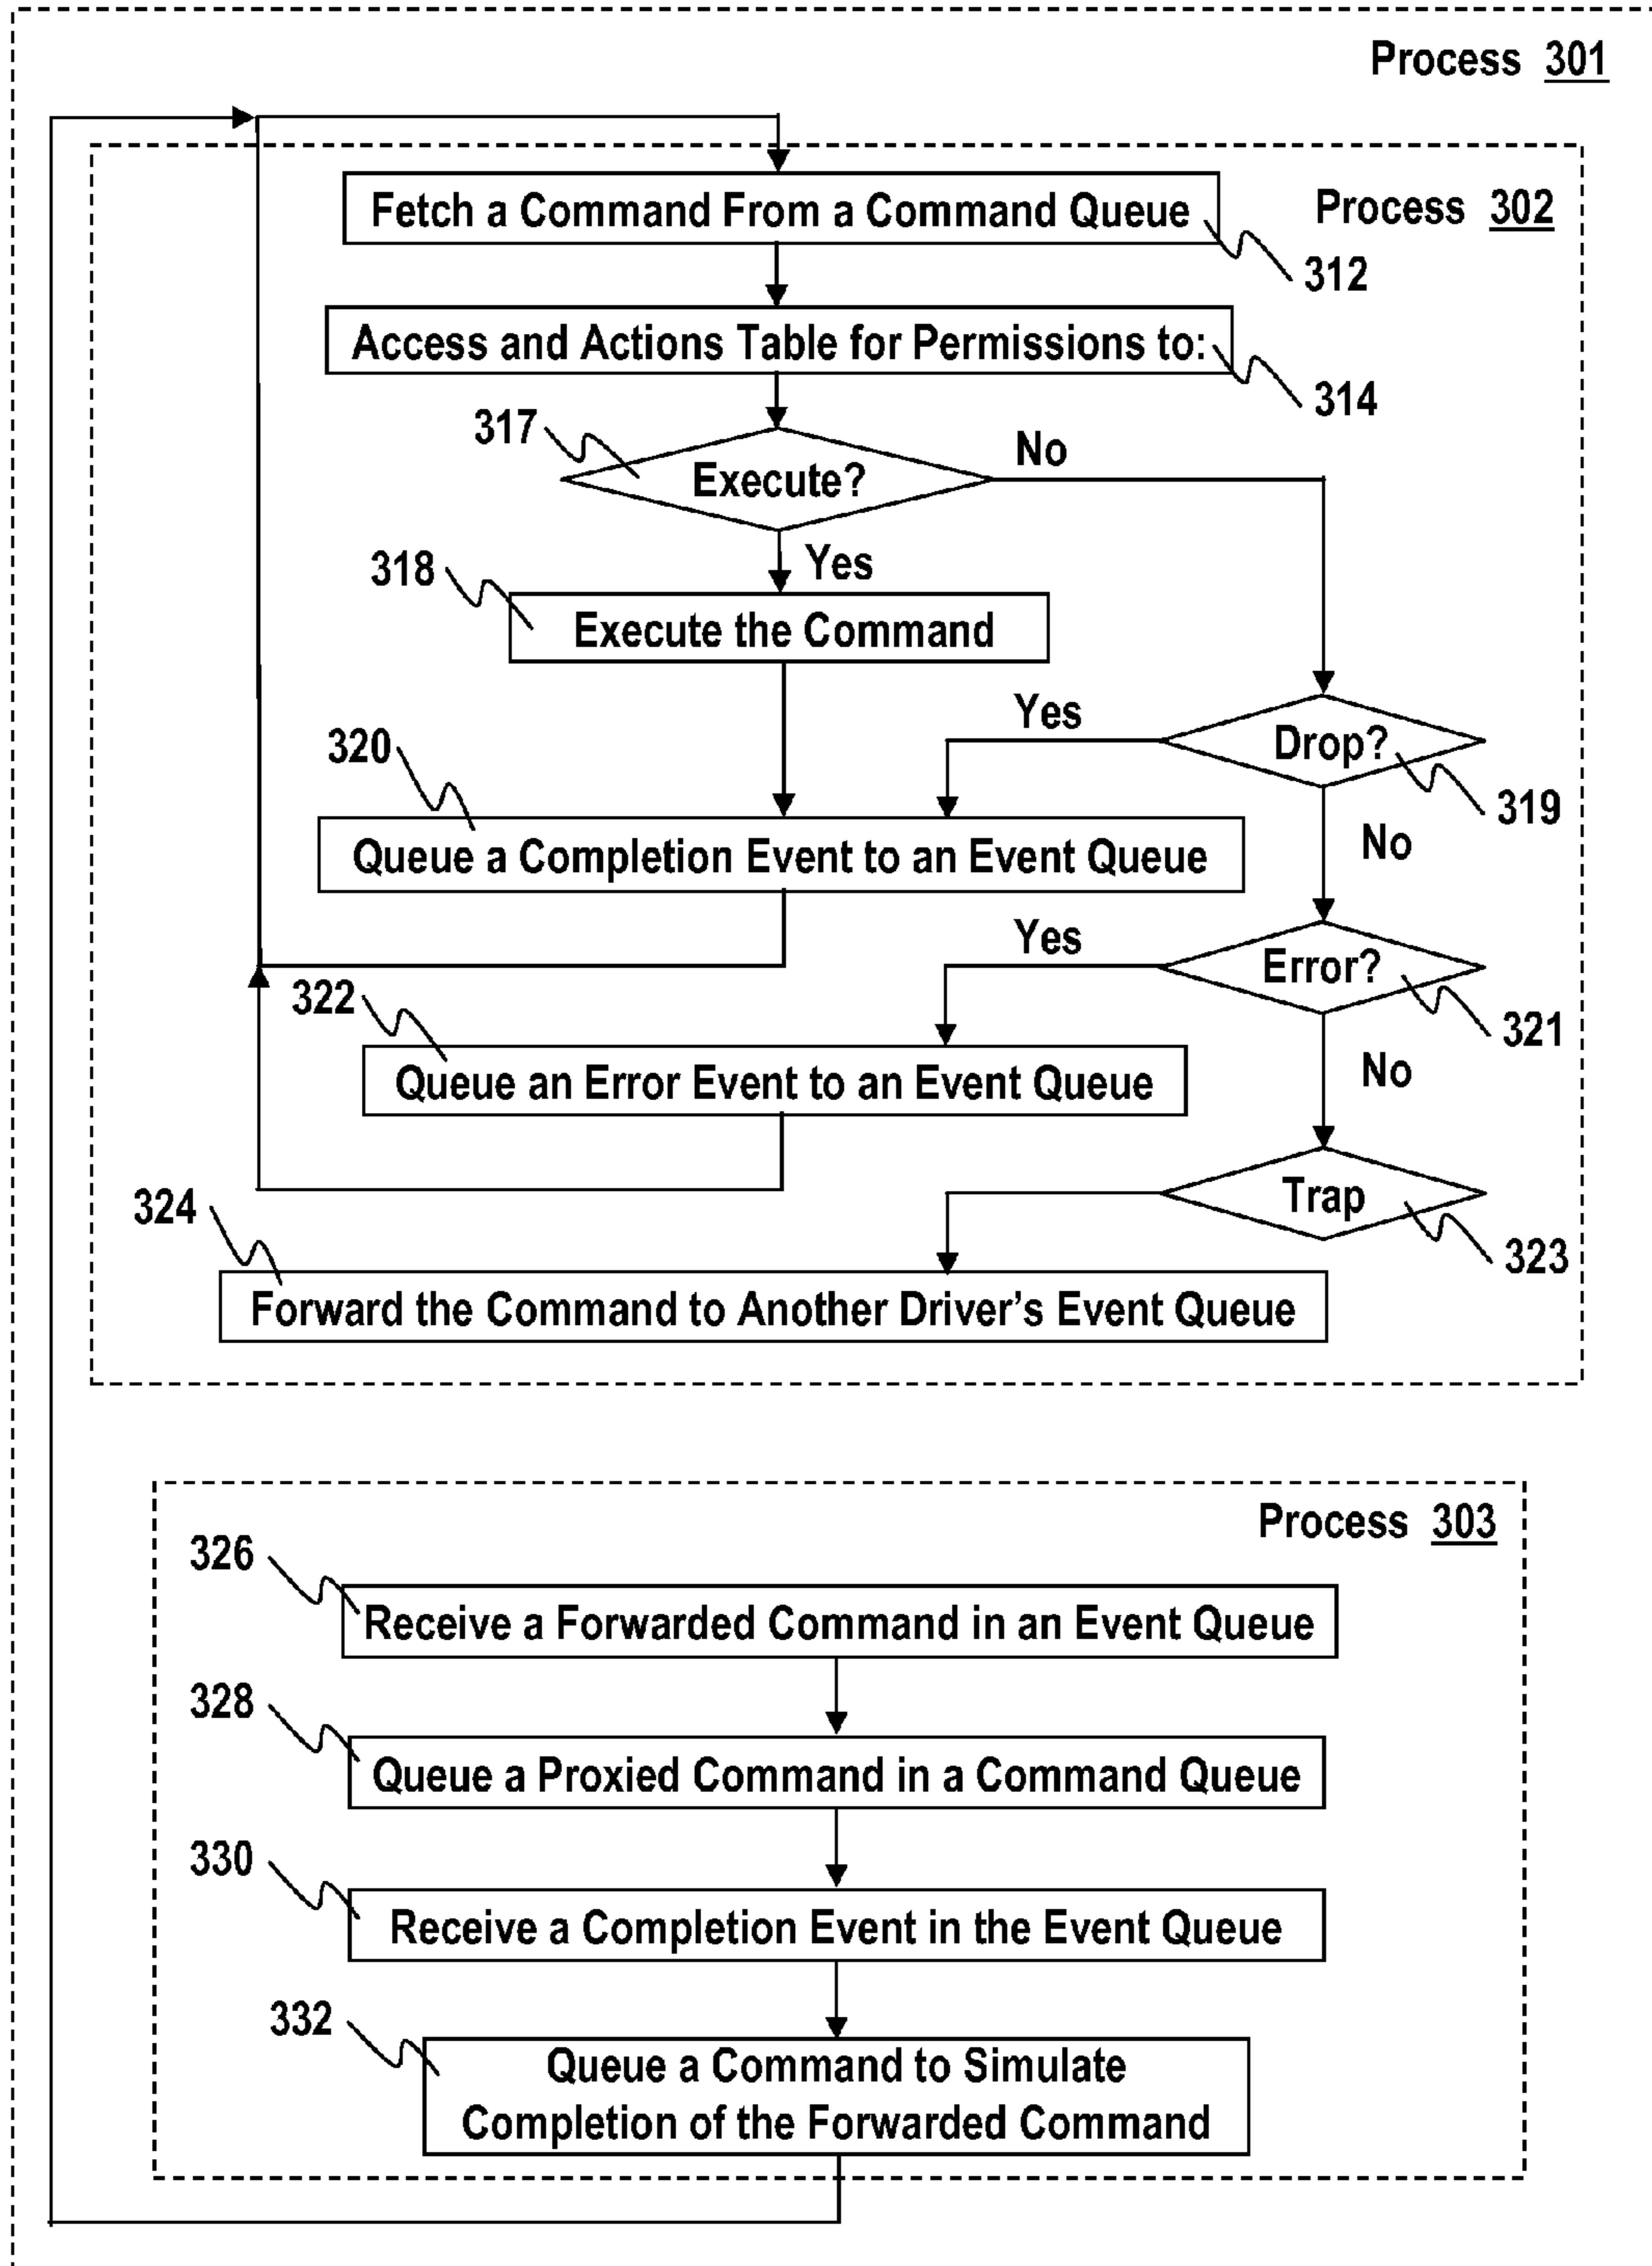 Process 301
Process 302
Fetch a Command From a Command Queue
312
Access and Actions Table for Permissions to:
314
317
Execute?
No
Yes
318
Execute the Command
Yes
Drop?
319
320
No
Queue a Completion Event to an Event Queue
Yes
Error?
321
322
No
Queue an Error Event to an Event Queue
Trap
323
324
Forward the Command to Another Driver's Event Queue
Process 303
326
Receive a Forwarded Command in an Event Queue
328
Queue a Proxied Command in a Command Queue
330
Receive a Completion Event in the Event Queue
332
Queue a Command to Simulate
Completion of the Forwarded Command